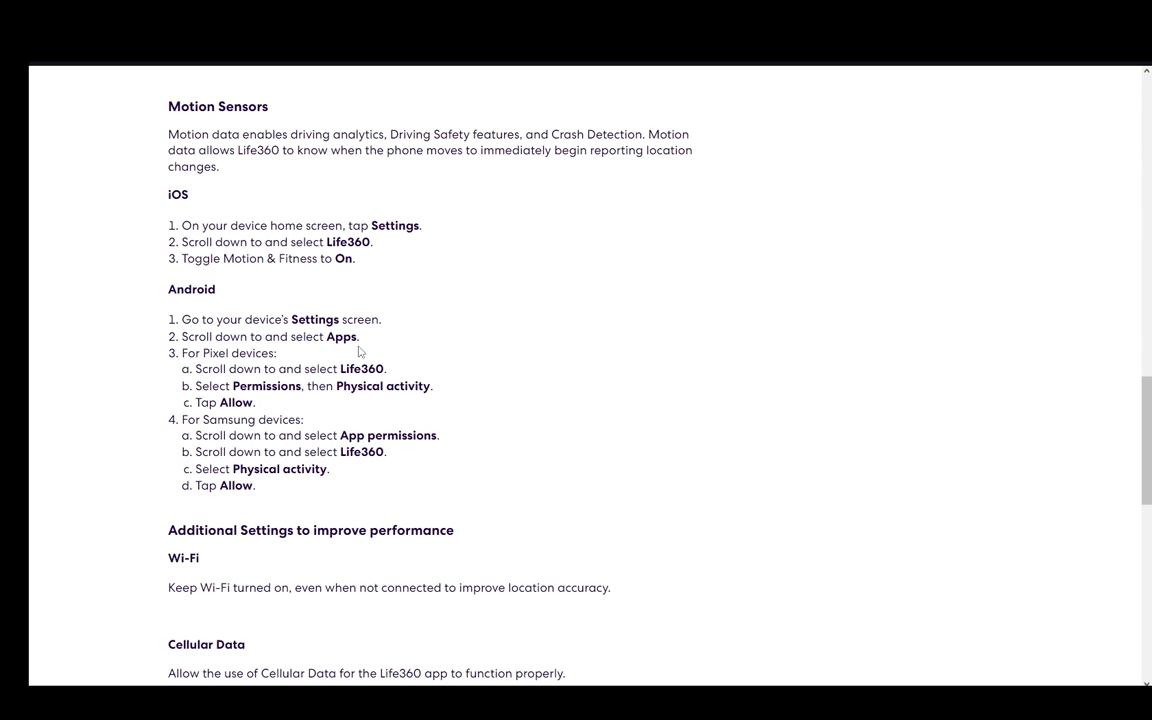 Motion Sensors
Motion data enables driving analytics, Driving Safety features, and Crash Detection. Motion
data allows Life360 to know when the phone moves to immediately begin reporting location
changes.
iOS
1. On your device home screen, tap Settings.
2. Scroll down to and select Life360.
3. Toggle Motion & Fitness to On.
Android
1. Go to your device's Settings screen.
2. Scroll down to and select Apps.
3. For Pixel devices:
a. Scroll down to and select Life360.
b. Select Permissions, then Physical activity.
c. Tap Allow.
4. For Samsung devices:
a. Scroll down to and select App permissions.
b. Scroll down to and select Life360.
c. Select Physical activity.
d. Tap Allow.
Additional Settings to improve performance
Wi-Fi
Keep Wi-Fi turned on, even when not connected to improve location accuracy.
Cellular Data
Allow the use of Cellular Data for the Life360 app to function properly.